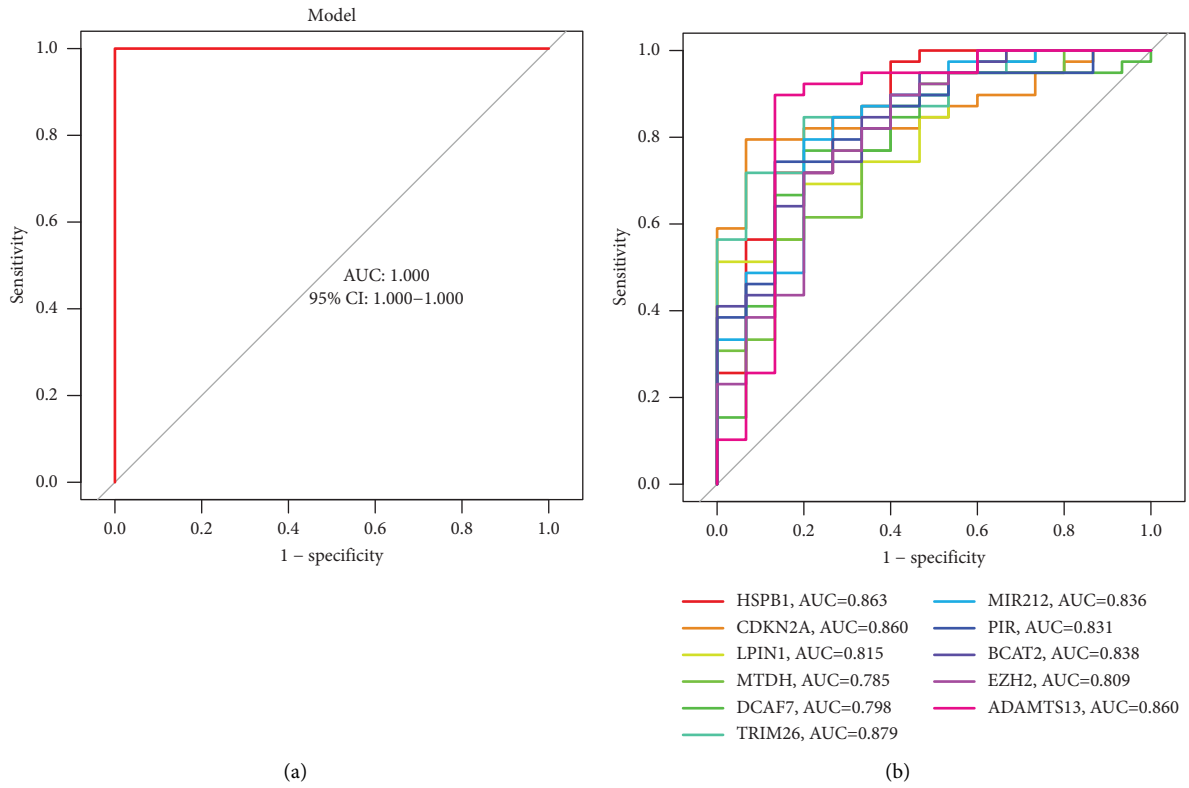 Model
1.0
0.8
0.6
0.4
0.2
0.0
Sensitivity
AUC: 1.000
95% CI: 1.000−1.000
0.0 0.2 0.4 0.6 0.8 1.0
1 − specificity
(a)
1.0
0.8
0.6
0.4
0.2
0.0
Sensitivity
0.0 0.2 0.4 0.6 0.8 1.0
1 − specificity
HSPB1, AUC=0.863
CDKN2A, AUC=0.860
LPIN1, AUC=0.815
MTDH, AUC=0.785
DCAF7, AUC=0.798
TRIM26, AUC=0.879
MIR212, AUC=0.836
PIR, AUC=0.831
BCAT2, AUC=0.838
EZH2, AUC=0.809
ADAMTS13, AUC=0.860
(b)